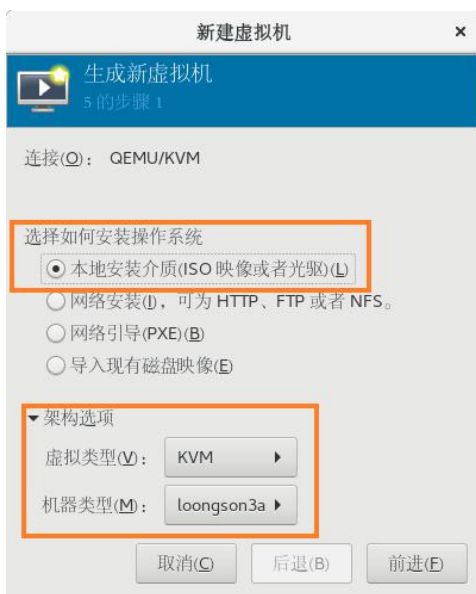 新建虚拟机 ×
生成新虚拟机
5 的步骤 1
连接(O)： QEMU/KVM
选择如何安装操作系统
本地安装介质(ISO 映像或者光驱)(L)
网络安装(I)，可为 HTTP、FTP 或者 NFS。
网络引导(PXE)(B)
导入现有磁盘映像(E)
架构选项
虚拟类型(V)： KVM
机器类型(M)： loongson3a
取消(C) 后退(B) 前进(F)